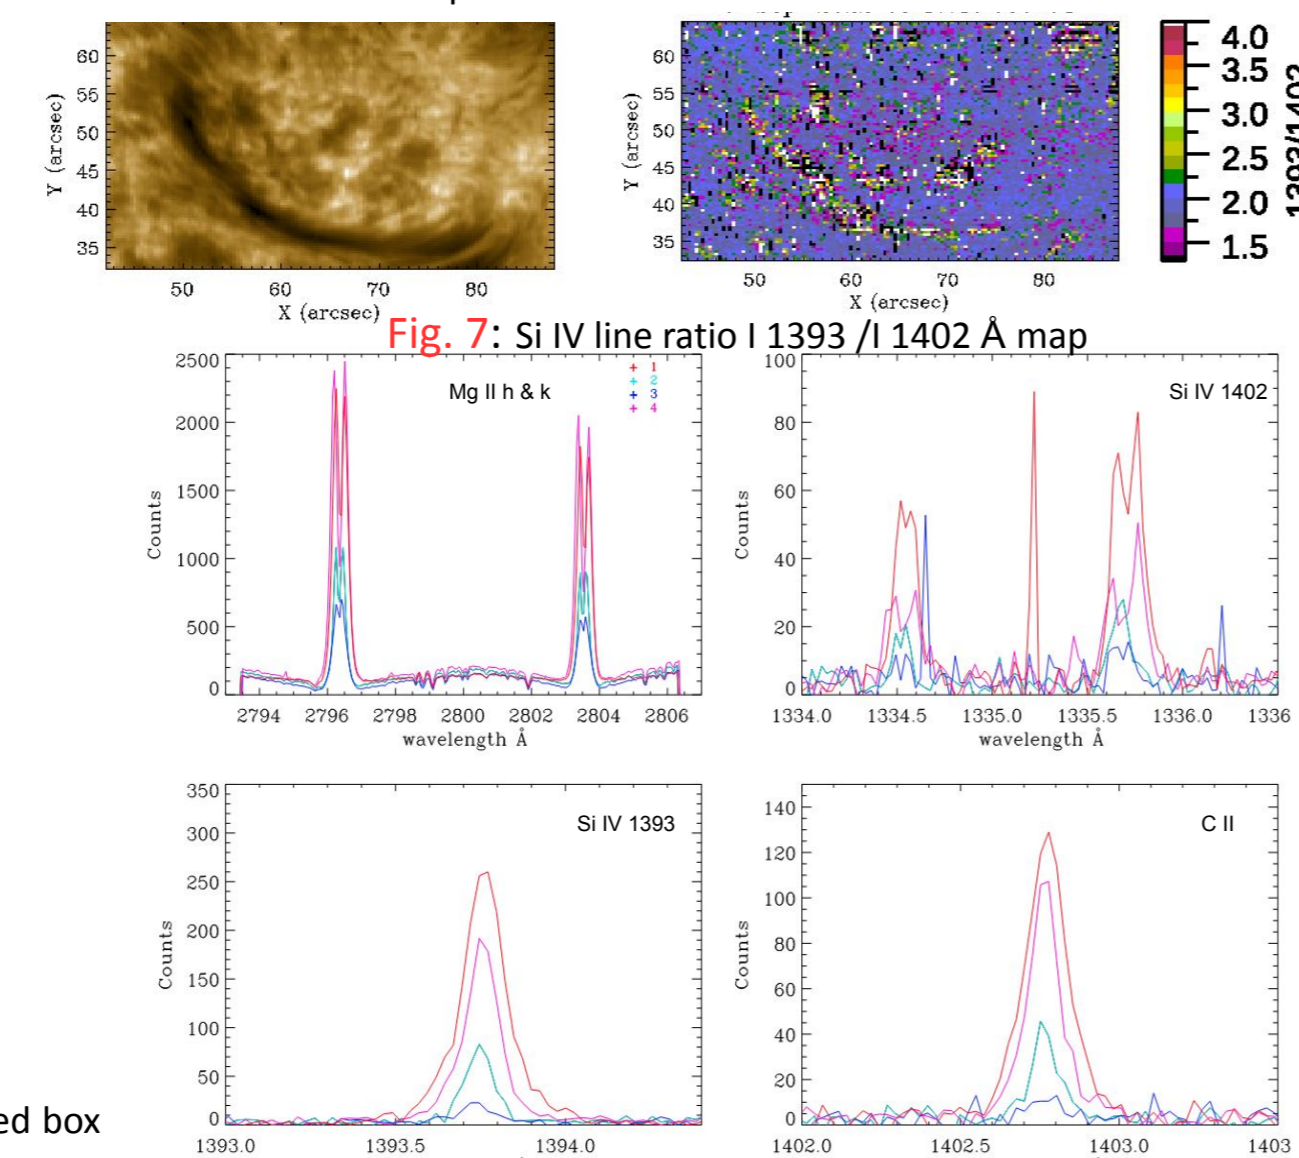 60
55
50
45
40
35
Y (arcsec)
50 60 70 80
X (arcsec)
60
55
50
45
40
35
Y (arcsec)
50 60 70 80
X (arcsec)
4.0
3.5
3.0
2.5
2.0
1.5
1393/1402
Fig. 7: Si IV line ratio I 1393 /I 1402 Å map
2500
2000
1500
1000
500
0
Counts
Mg II h & k
1
2
3
4
2794 2796 2798 2800 2802 2804 2806
wavelength Å
100
80
60
40
20
0
Counts
Si IV 1402
1334.0 1334.5 1335.0 1335.5 1336.0 1336
wavelength Å
350
300
250
200
150
100
50
0
Counts
Si IV 1393
1393.0 1393.5 1394.0
140
120
100
80
60
40
20
0
Counts
C II
1402.0 1402.5 1403.0 1403
ed box